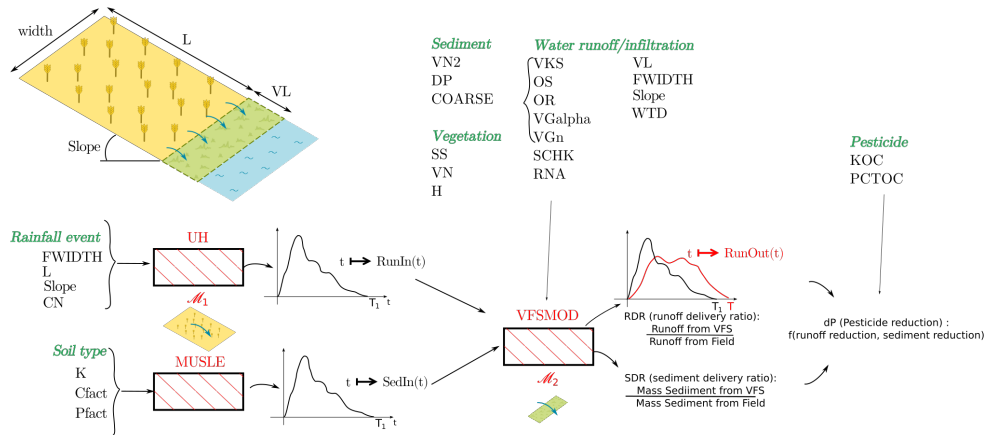 width
L
VL
Slope
Sediment
VN2
DP
COARSE
Vegetation
SS
VN
H
Water runoff/infiltration
VKS
OS
OR
VGalpha
VGn
SCHK
RNA
VL
FWIDTH
Slope
WTD
Pesticide
KOC
PCTOC
Rainfall event
FWIDTH
L
Slope
CN
UH
ℳ₁
T₁ t
t ↦ RunIn(t)
Soil type
K
Cfact
Pfact
MUSLE
T₁ t
t ↦ SedIn(t)
VFSMOD
ℳ₂
t ↦ RunOut(t)
T₁ T
RDR (runoff delivery ratio):
Runoff from VFS
Runoff from Field
SDR (sediment delivery ratio):
Mass Sediiment from VFS
Mass Sediment from Field
dP (Pesticide reduction) :
f(runoff reduction, sediment reduction)